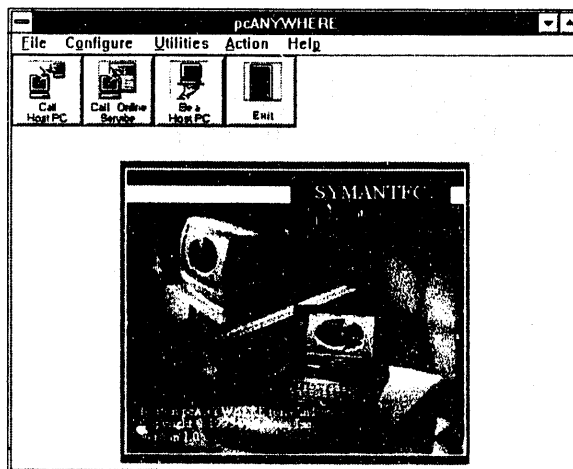 pcANYWHERE
File Configure Utilities Action Help
Call Host PC
Call Online Service
Be a Host PC
Exit
SYMANTEC.